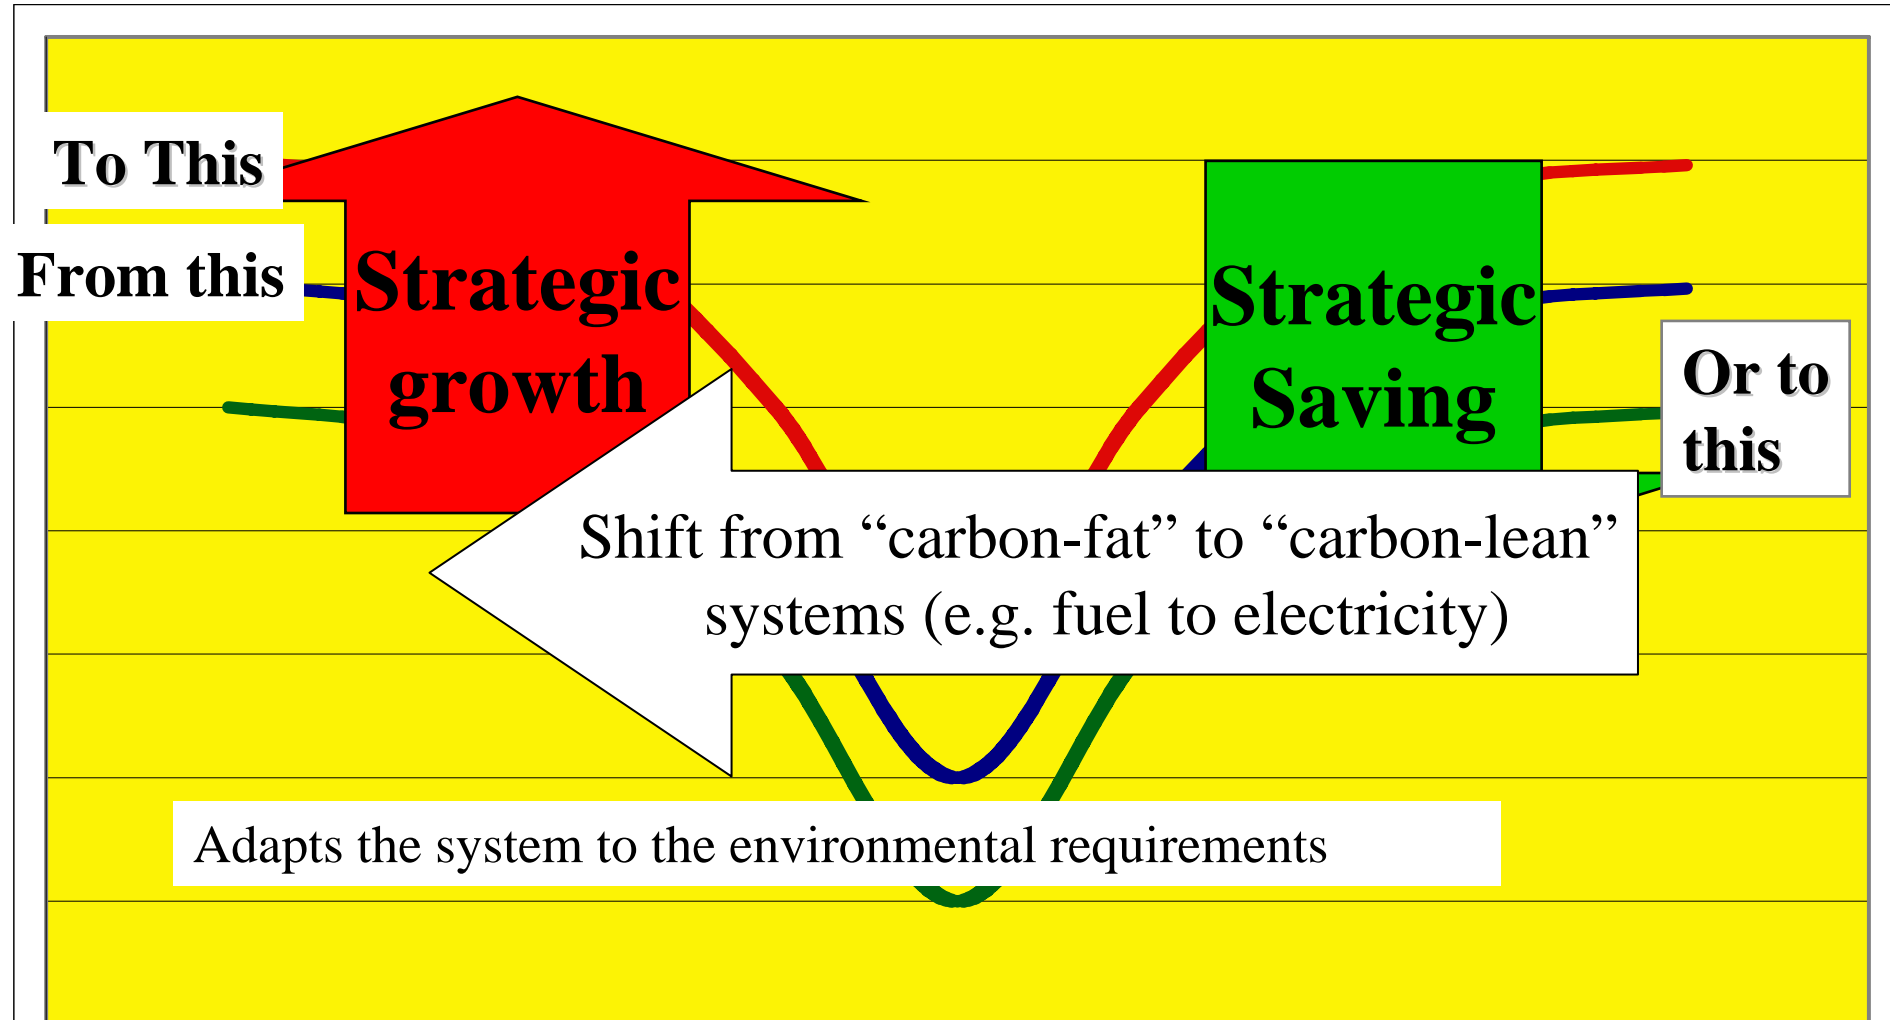 To This
From this
Strategic
growth
Strategic
Saving
Or to
this
Shift from “carbon-fat” to “carbon-lean”
systems (e.g. fuel to electricity)
Adapts the system to the environmental requirements